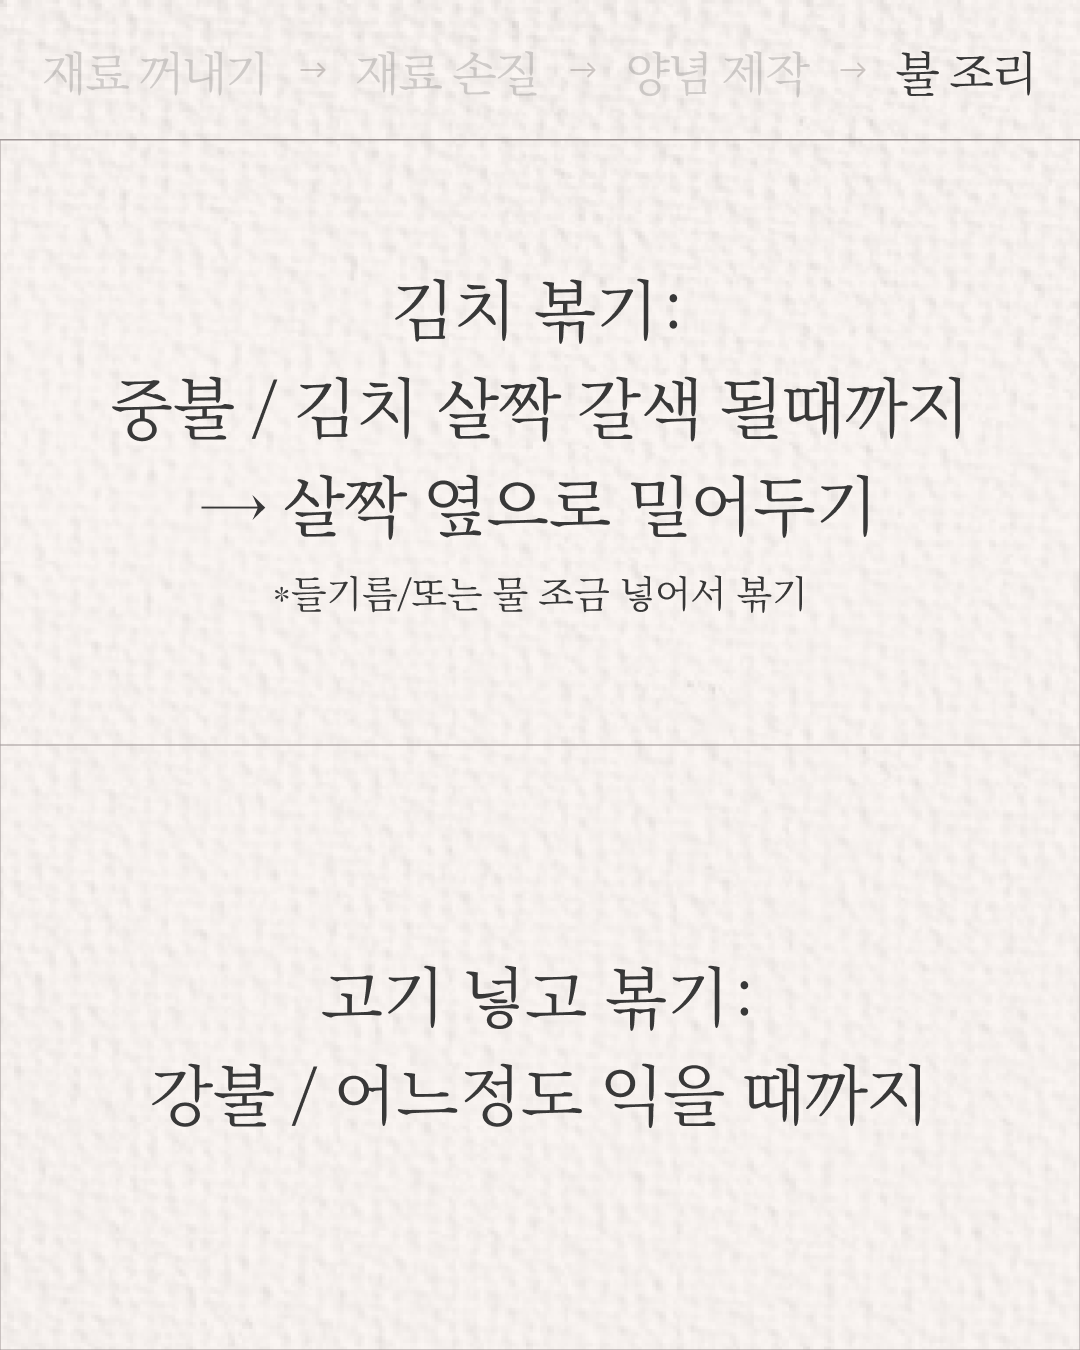 재료 꺼내기 → 재료 손질 → 양념 제작 → 불 조리
김치 볶기:
중불 / 김치 살짝 갈색 될때까지
→ 살짝 옆으로 밀어두기
*들기름/또는 물 조금 넣어서 볶기
고기 넣고 볶기:
강불 / 어느정도 익을 때까지